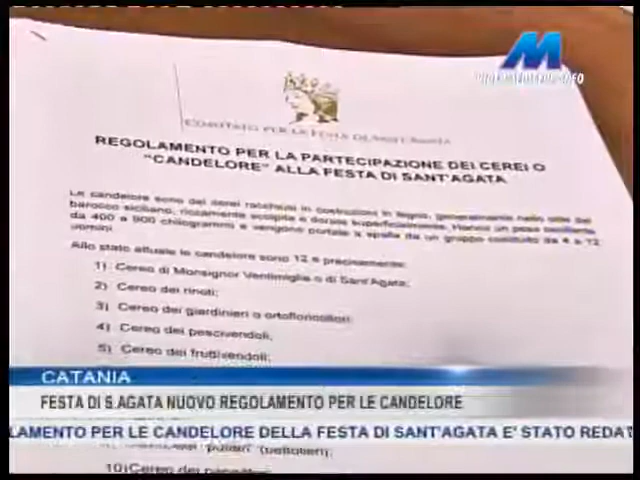 M
COMITATO PER LA FESTA DI SANT'AGATA
REGOLAMENTO PER LA PARTECIPAZIONE DEI CEREI O
"CANDELORE" ALLA FESTA DI SANT'AGATA
Le candelore sono dei cerei racchiusi in costruzioni in legno, generalmente nello stile del
barocco siciliano, riccamente scolpite e dorate superficialmente. Hanno un peso oscillante
da 400 a 900 chilogrammi e vengono portate a spalla da un gruppo costituito da 4 a 12
uomini.
Allo stato attuale le candelore sono 12 e precisamente:
1) Cereo di Monsignor Ventimiglia o di Sant'Agata;
2) Cereo dei rinoti;
3) Cereo dei giardinieri o ortofloricoltori;
4) Cereo dei pescivendoli;
5) Cereo dei fruttivendoli;
CATANIA
FESTA DI S.AGATA NUOVO REGOLAMENTO PER LE CANDELORE
LAMENTO PER LE CANDELORE DELLA FESTA DI SANT'AGATA E' STATO REDAT
10) Cereo dei panettieri